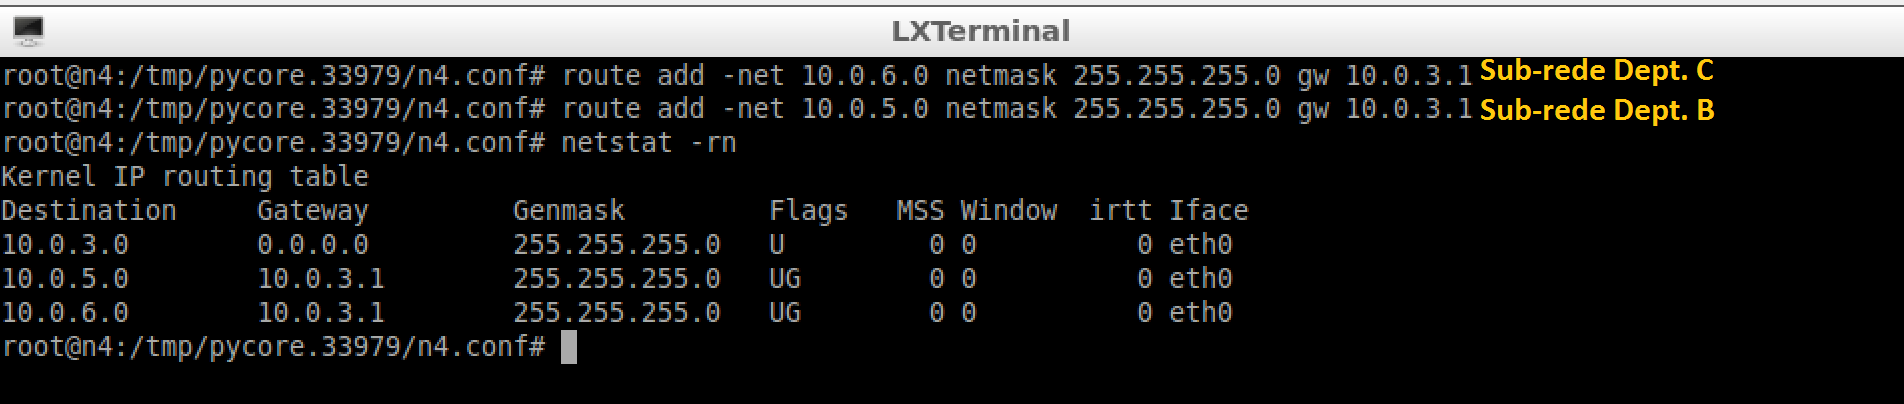 LXTerminal
root@n4:/tmp/pycore.33979/n4.conf# route add -net 10.0.6.0 netmask 255.255.255.0 gw 10.0.3.1 Sub-rede Dept. C
root@n4:/tmp/pycore.33979/n4.conf# route add -net 10.0.5.0 netmask 255.255.255.0 gw 10.0.3.1 Sub-rede Dept. B
root@n4:/tmp/pycore.33979/n4.conf# netstat -rn
Kernel IP routing table
Destination     Gateway         Genmask         Flags   MSS Window  irtt Iface
10.0.3.0        0.0.0.0         255.255.255.0   U         0 0          0 eth0
10.0.5.0        10.0.3.1        255.255.255.0   UG        0 0          0 eth0
10.0.6.0        10.0.3.1        255.255.255.0   UG        0 0          0 eth0
root@n4:/tmp/pycore.33979/n4.conf#